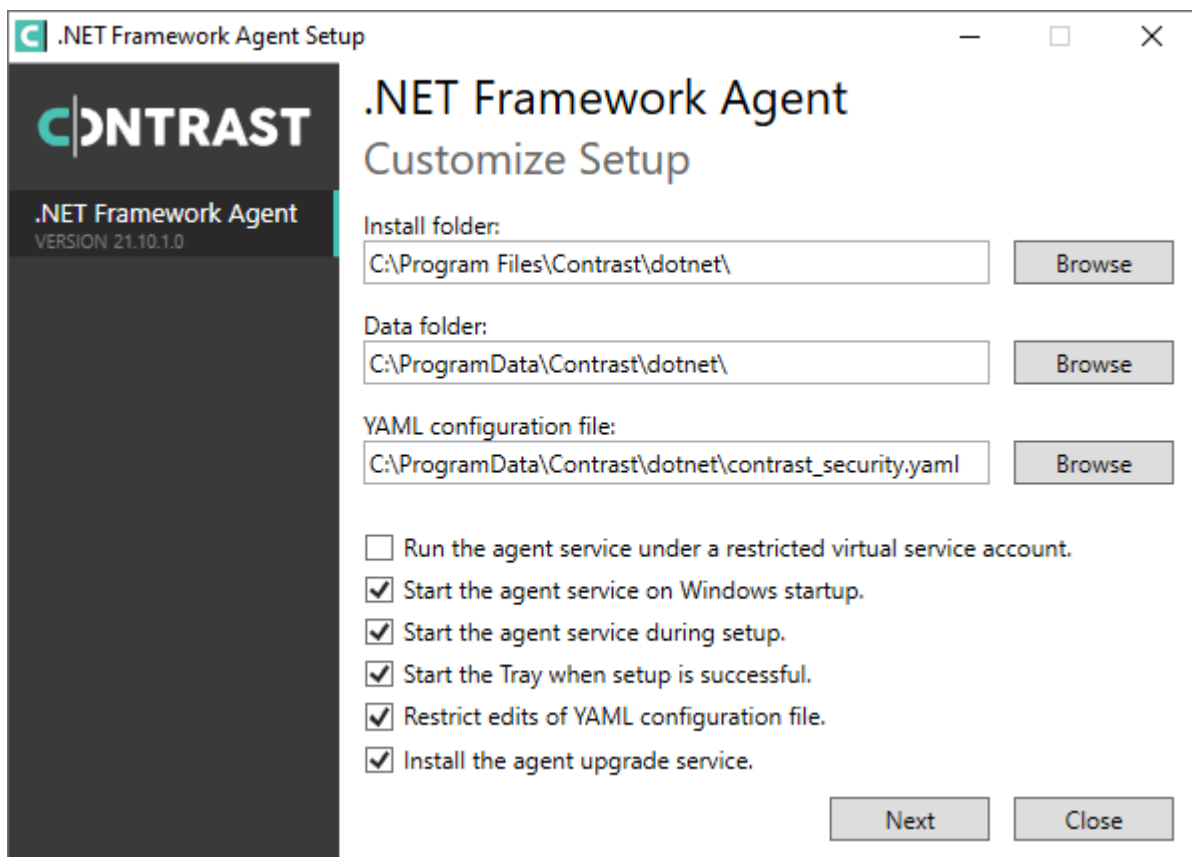 .NET Framework Agent Setup
CONTRAST
.NET Framework Agent
VERSION 21.10.1.0
.NET Framework Agent
Customize Setup
Install folder:
C:\Program Files\Contrast\dotnet\
Browse
Data folder:
C:\ProgramData\Contrast\dotnet\
Browse
YAML configuration file:
C:\ProgramData\Contrast\dotnet\contrast_security.yaml
Browse
Run the agent service under a restricted virtual service account.
Start the agent service on Windows startup.
Start the agent service during setup.
Start the Tray when setup is successful.
Restrict edits of YAML configuration file.
Install the agent upgrade service.
Next
Close